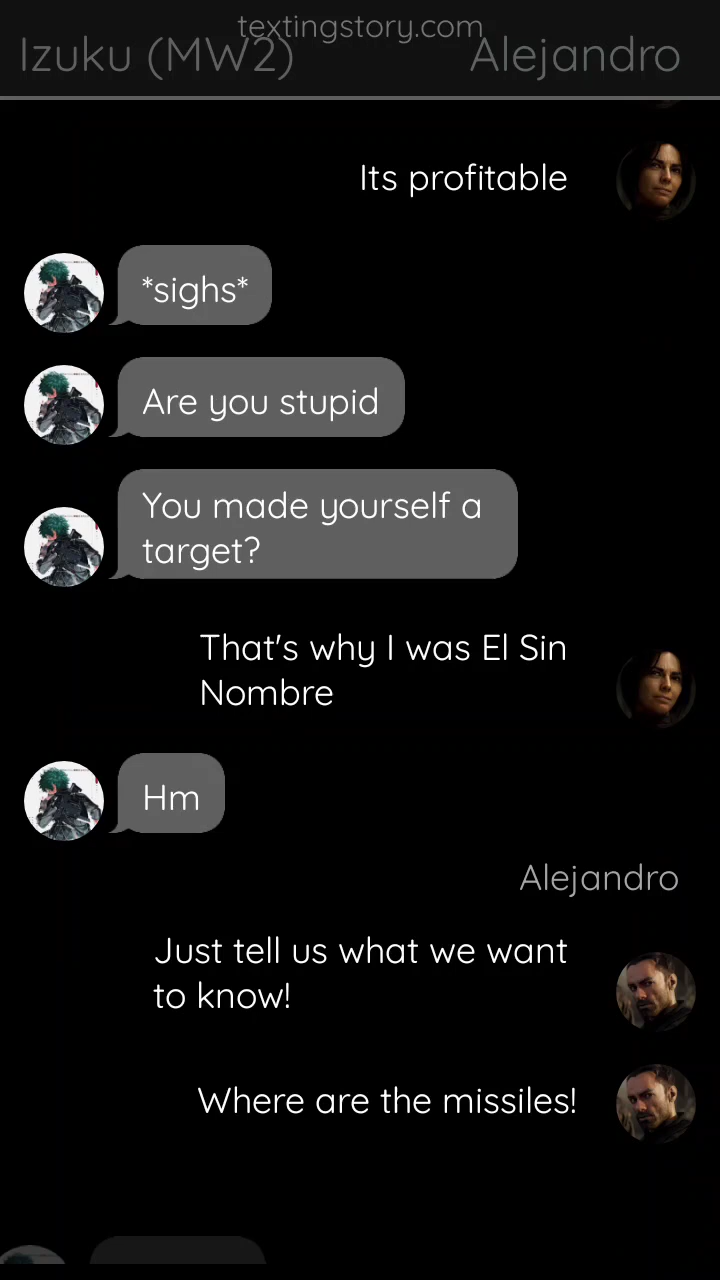 textingstory.com
Izuku (MW2) Alejandro
Its profitable
*sighs*
Are you stupid
You made yourself a
target?
That's why I was El Sin
Nombre
Hm
Alejandro
Just tell us what we want
to know!
Where are the missiles!